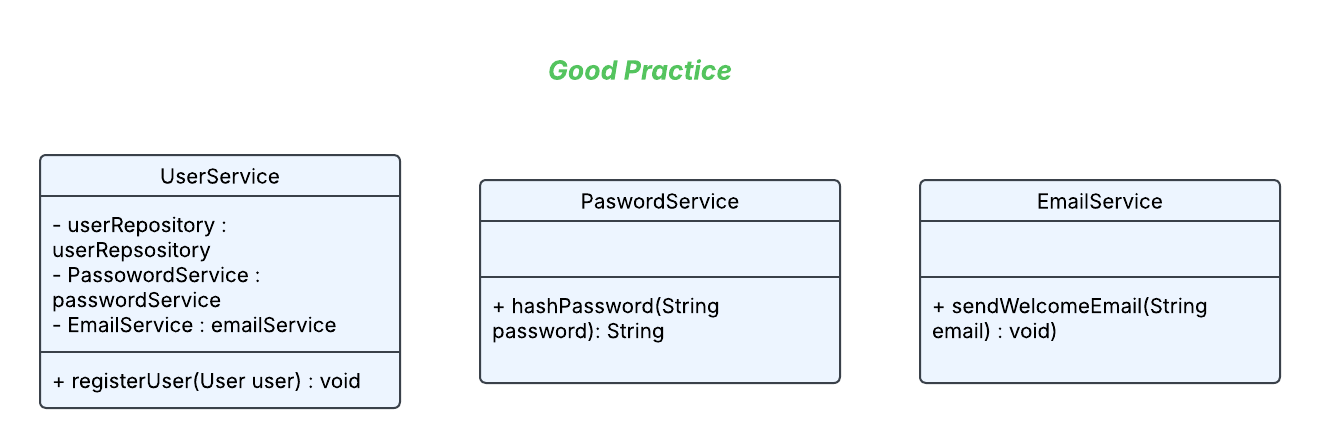 Good Practice
UserService
- userRepository :
userRepsository
- PassowordService :
passwordService
- EmailService : emailService
+ registerUser(User user) : void
PaswordService
+ hashPassword(String
password): String
EmailService
+ sendWelcomeEmail(String
email) : void)